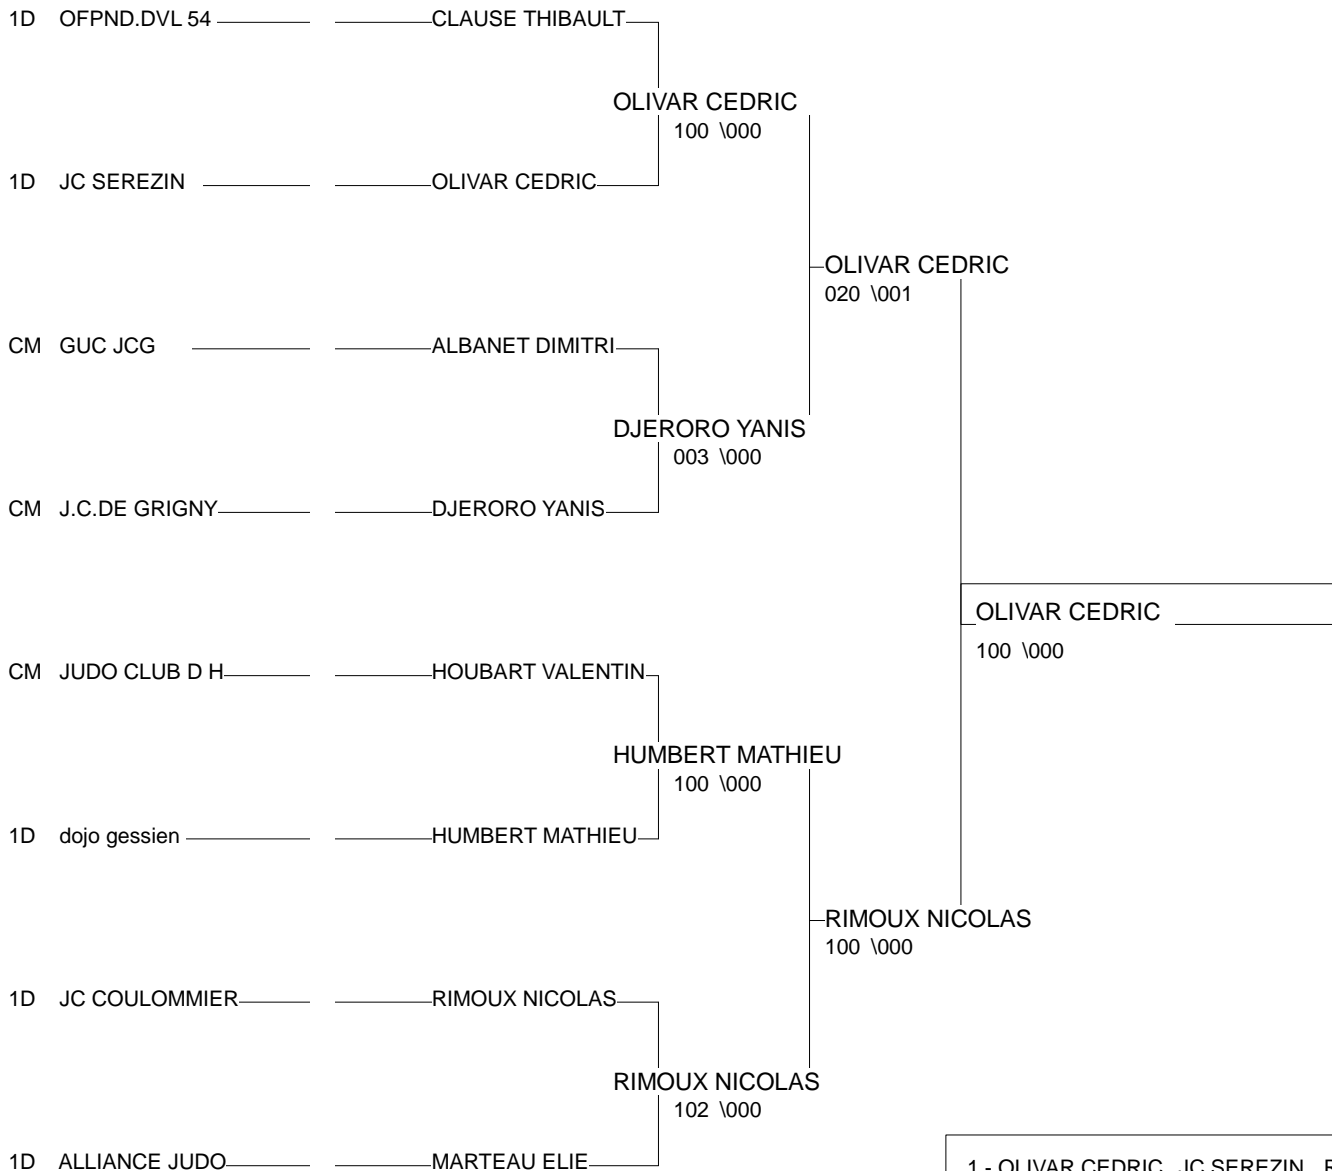 1D OFPND.DVL 54 CLAUSE THIBAULT
OLIVAR CEDRIC
100 \000
1D JC SEREZIN OLIVAR CEDRIC
OLIVAR CEDRIC
020 \001
CM GUC JCG ALBANET DIMITRI
DJERORO YANIS
003 \000
CM J.C.DE GRIGNY DJERORO YANIS
OLIVAR CEDRIC
100 \000
CM JUDO CLUB D H HOUBART VALENTIN
HUMBERT MATHIEU
100 \000
1D dojo gessien HUMBERT MATHIEU
RIMOUX NICOLAS
100 \000
1D JC COULOMMIER RIMOUX NICOLAS
RIMOUX NICOLAS
102 \000
1D ALLIANCE JUDO MARTEAU ELIE
1 - OLIVAR CEDRIC JC SEREZIN